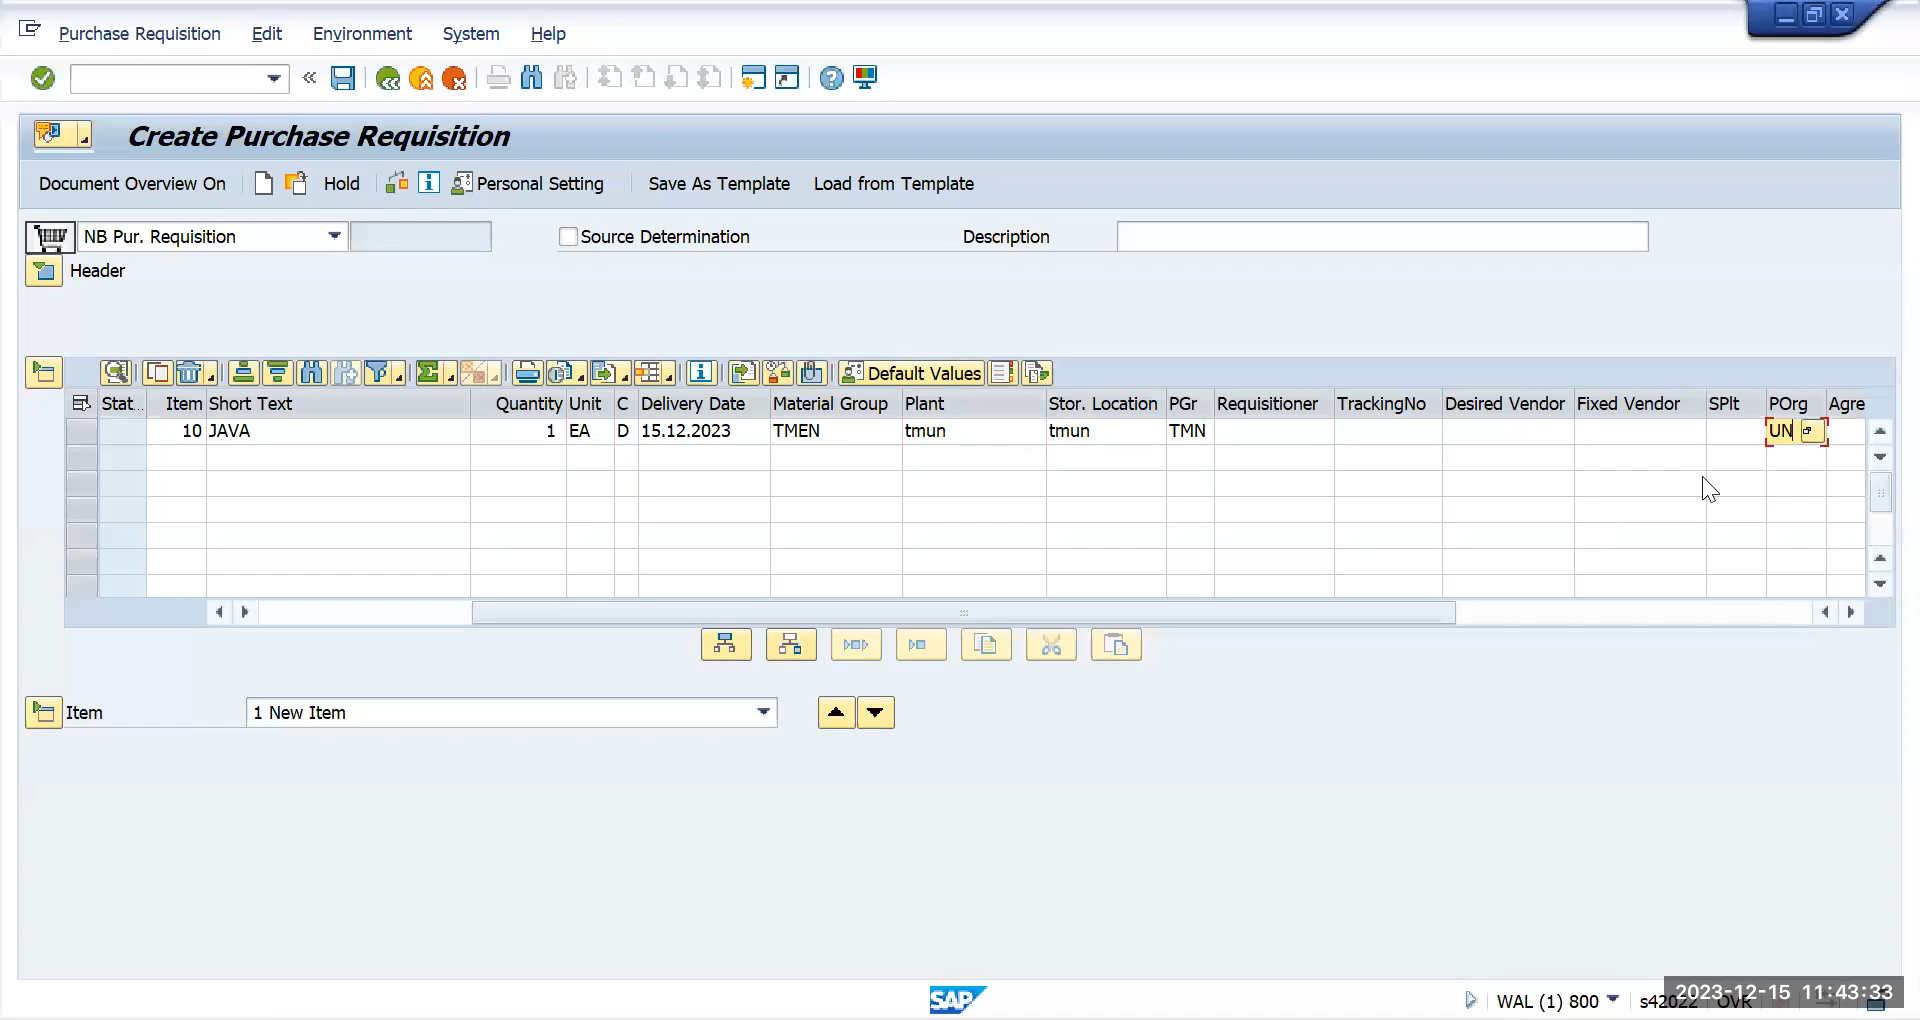 Purchase Requisition Edit Environment System Help
Create Purchase Requisition
Document Overview On Hold Personal Setting Save As Template Load from Template
NB Pur. Requisition Source Determination Description
Header
Default Values
Stat... Item Short Text Quantity Unit C Delivery Date Material Group Plant Stor. Location PGr Requisitioner TrackingNo Desired Vendor Fixed Vendor SPlt POrg Agre
10 JAVA 1 EA D 15.12.2023 TMEN tmun tmun TMN UN
Item 1 New Item
SAP
WAL (1) 800 s42022 OVR
2023-12-15 11:43:33